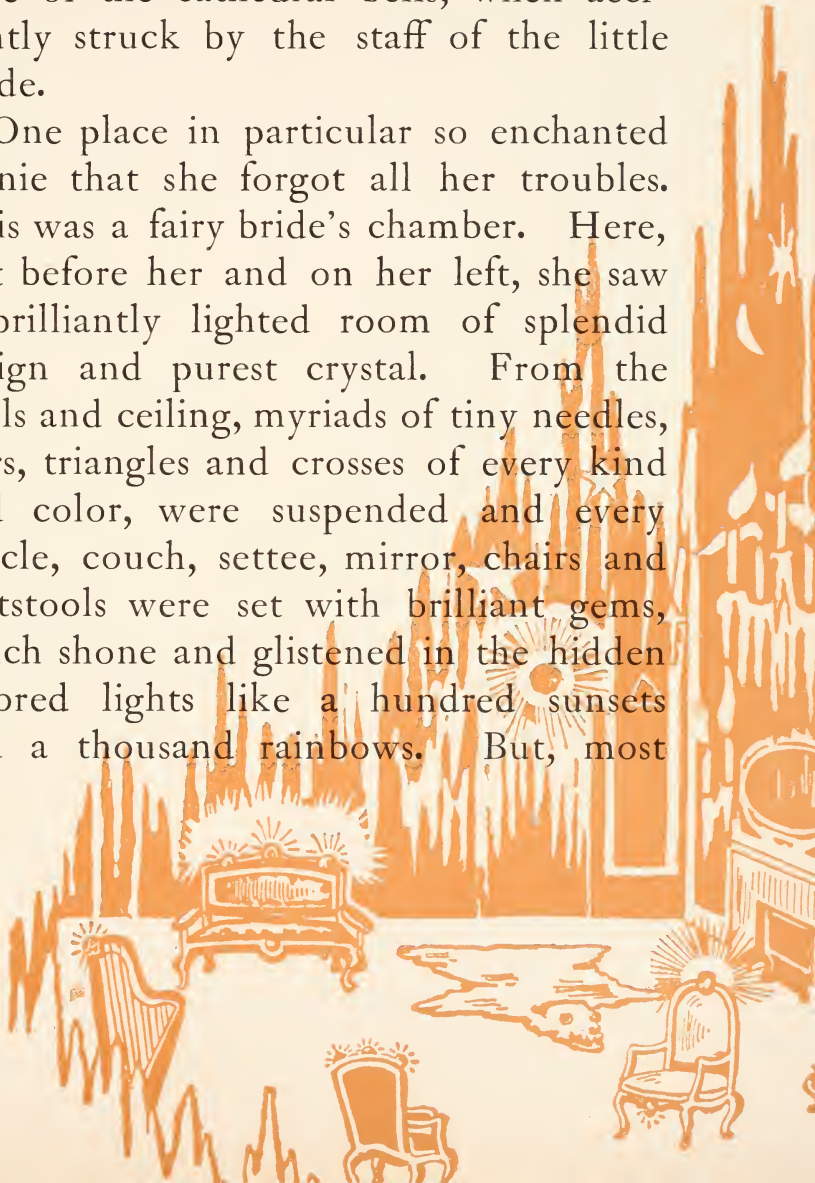 ntly struck by the staff of the little
de.
One place in particular so enchanted
nie that she forgot all her troubles.
is was a fairy bride's chamber. Here,
t before her and on her left, she saw
brilliantly lighted room of splendid
ign and purest crystal. From the
ls and ceiling, myriads of tiny needles,
rs, triangles and crosses of every kind
d color, were suspended and every
cle, couch, settee, mirror, chairs and
tstools were set with brilliant gems,
ch shone and glistened in the hidden
ored lights like a hundred sunsets
a thousand rainbows. But, most